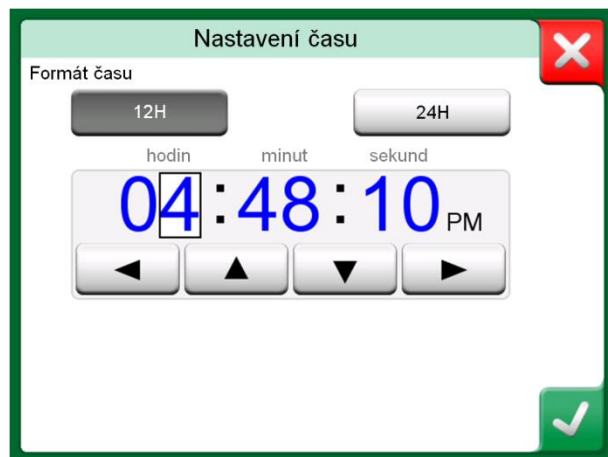 Nastavení času
Formát času
12H 24H
hodin minut sekund
04:48:10 PM